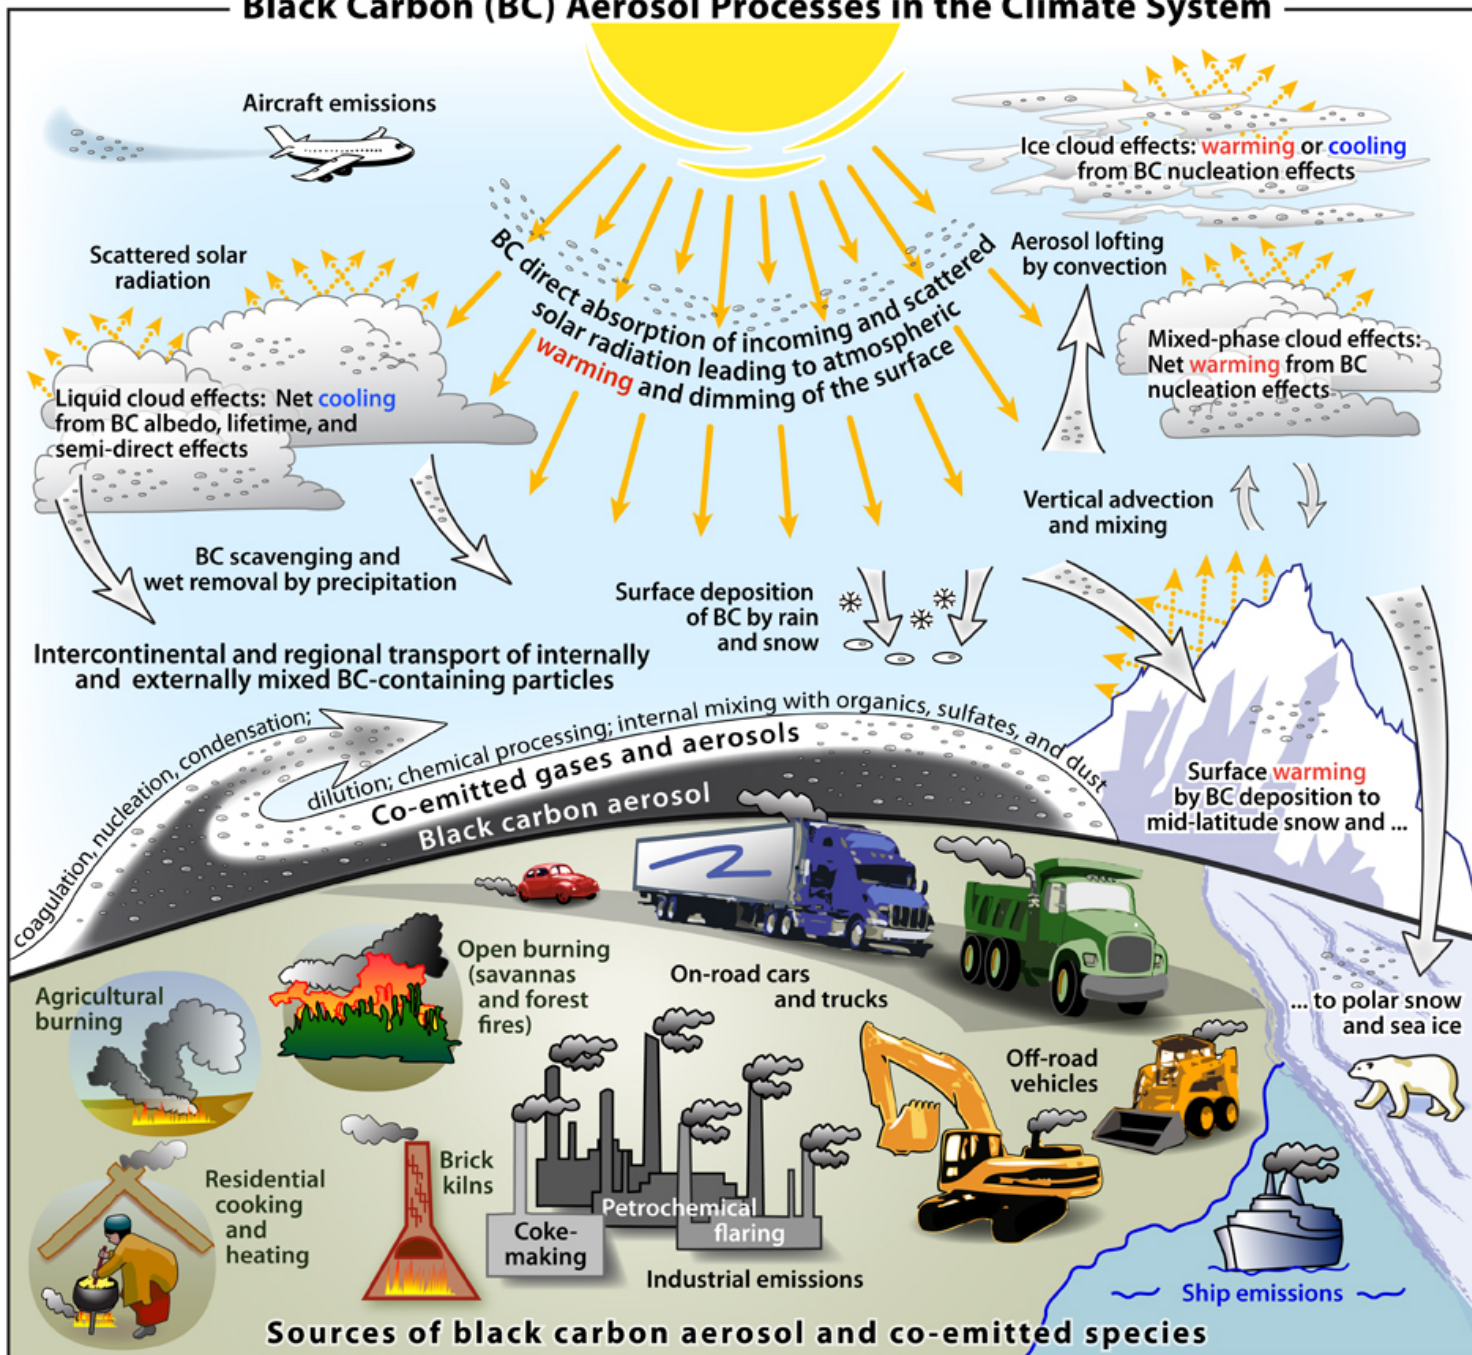 Black Carbon (BC) Aerosol Processes in the Climate System
Aircraft emissions
Ice cloud effects: warming or cooling
from BC nucleation effects
Scattered solar
radiation
BC direct absorption of incoming and scattered
solar radiation leading to atmospheric
warming and dimming of the surface
Aerosol lofting
by convection
Mixed-phase cloud effects:
Net warming from BC
nucleation effects
Liquid cloud effects: Net cooling
from BC albedo, lifetime, and
semi-direct effects
Vertical advection
and mixing
BC scavenging and
wet removal by precipitation
Surface deposition
of BC by rain
and snow
Intercontinental and regional transport of internally
and externally mixed BC-containing particles
coagulation, nucleation, condensation;
dilution; chemical processing; internal mixing with organics, sulfates, and dust
Co-emitted gases and aerosols
Black carbon aerosol
Surface warming
by BC deposition to
mid-latitude snow and ...
... to polar snow
and sea ice
Agricultural
burning
Open burning
(savannas
and forest
fires)
On-road cars
and trucks
Off-road
vehicles
Residential
cooking
and
heating
Brick
kilns
Coke-
making
Petrochemical
flaring
Industrial emissions
Ship emissions
Sources of black carbon aerosol and co-emitted species